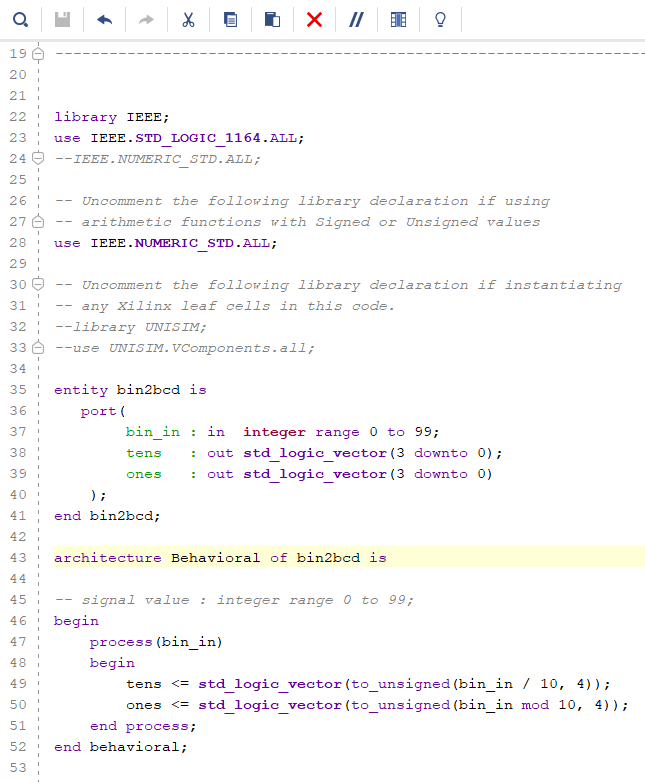 19 --------------------------------------------------------------------
20
21
22 library IEEE;
23 use IEEE.STD_LOGIC_1164.ALL;
24 --IEEE.NUMERIC_STD.ALL;
25
26 -- Uncomment the following library declaration if using
27 -- arithmetic functions with Signed or Unsigned values
28 use IEEE.NUMERIC_STD.ALL;
29
30 -- Uncomment the following library declaration if instantiating
31 -- any Xilinx leaf cells in this code.
32 --library UNISIM;
33 --use UNISIM.VComponents.all;
34
35 entity bin2bcd is
36    port(
37         bin_in : in  integer range 0 to 99;
38         tens   : out std_logic_vector(3 downto 0);
39         ones   : out std_logic_vector(3 downto 0)
40     );
41 end bin2bcd;
42
43 architecture Behavioral of bin2bcd is
44
45 -- signal value : integer range 0 to 99;
46 begin
47     process(bin_in)
48     begin
49         tens <= std_logic_vector(to_unsigned(bin_in / 10, 4));
50         ones <= std_logic_vector(to_unsigned(bin_in mod 10, 4));
51     end process;
52 end behavioral;
53